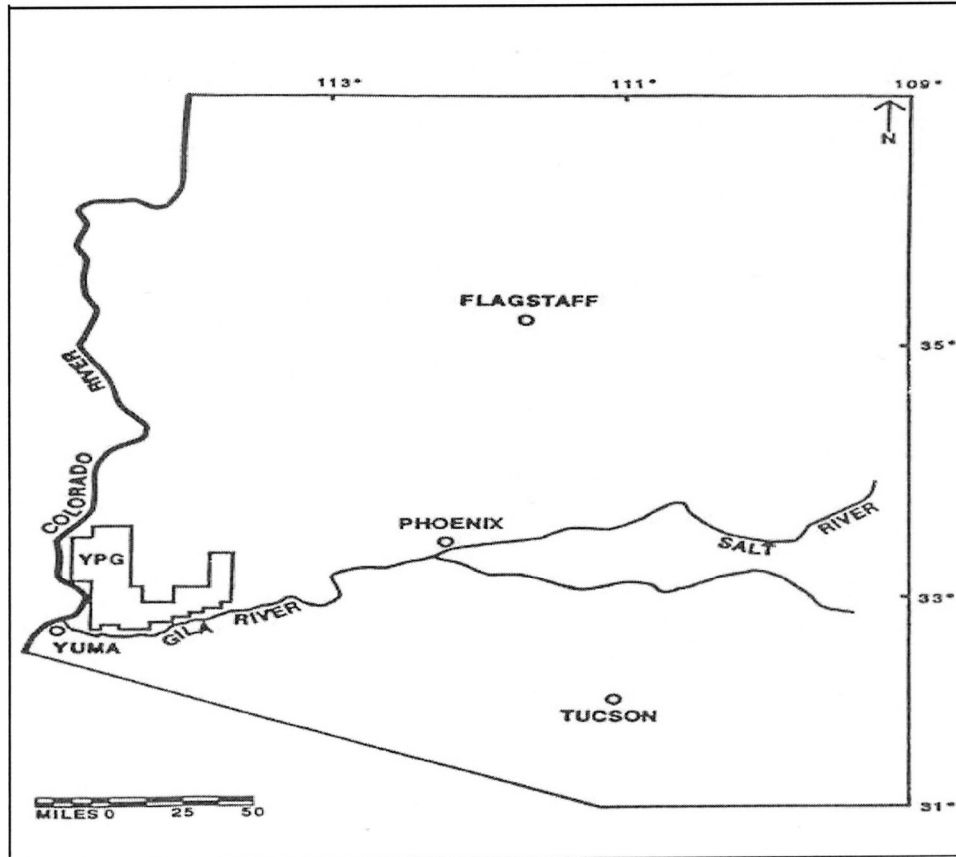 113° 111° 109°
N
FLAGSTAFF
35°
RIVER
COLORADO
PHOENIX
SALT RIVER
YPG
33°
GILA RIVER
YUMA
TUCSON
31°
MILES 0 25 50